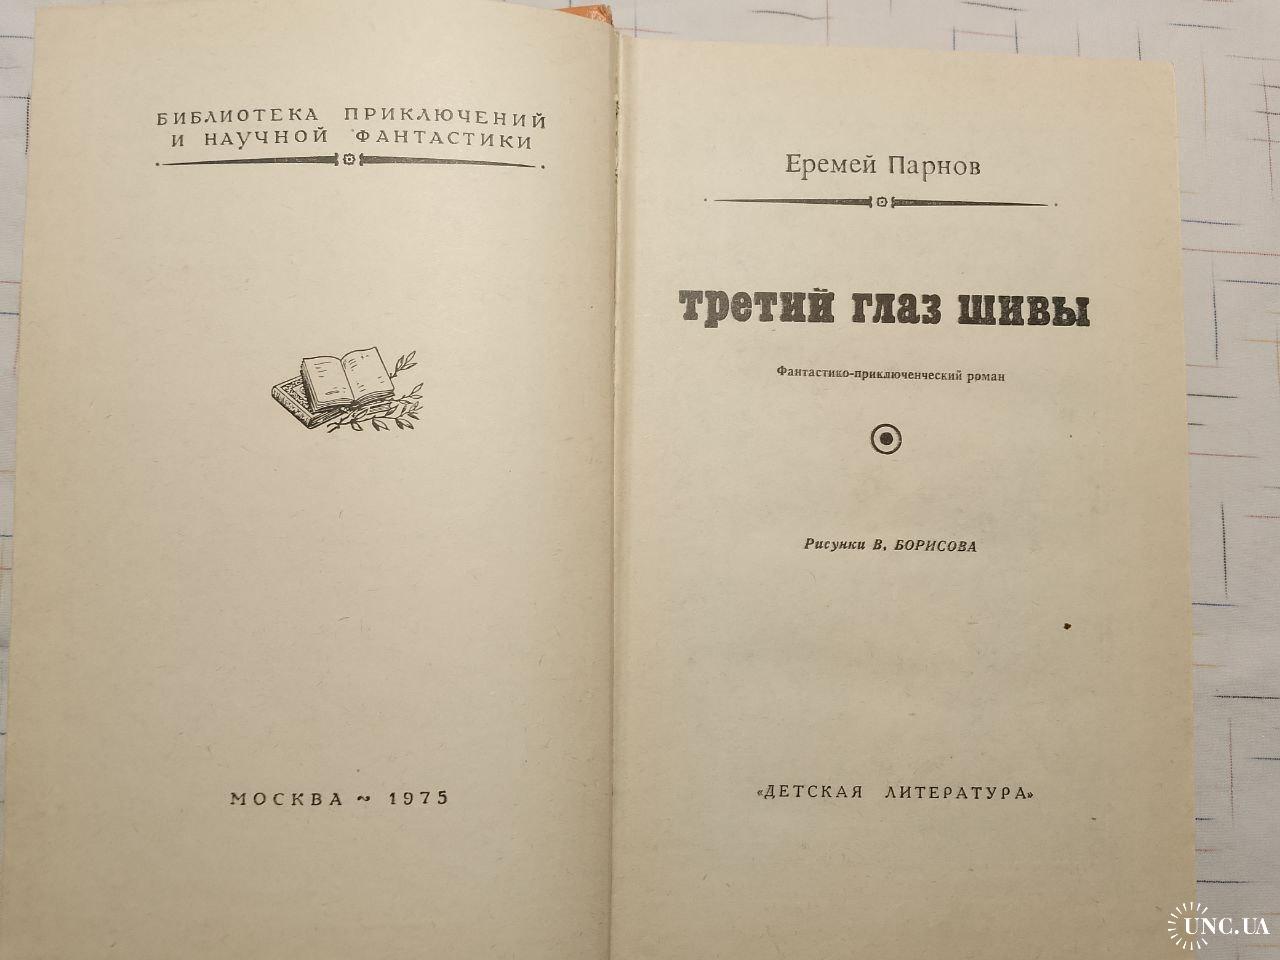 БИБЛИОТЕКА ПРИКЛЮЧЕНИЙ
И НАУЧНОЙ ФАНТАСТИКИ
МОСКВА ~ 1975
Еремей Парнов
третий глаз шивы
Фантастико-приключенческий роман
Рисунки В. БОРИСОВА
«ДЕТСКАЯ ЛИТЕРАТУРА»
UNC.UA